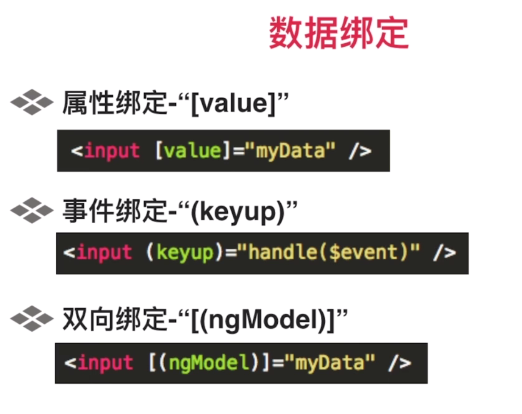 数据绑定
属性绑定-“[value]”
<input [value]="myData" />
事件绑定-“(keyup)”
<input (keyup)="handle($event)" />
双向绑定-“[(ngModel)]”
<input [(ngModel)]="myData" />